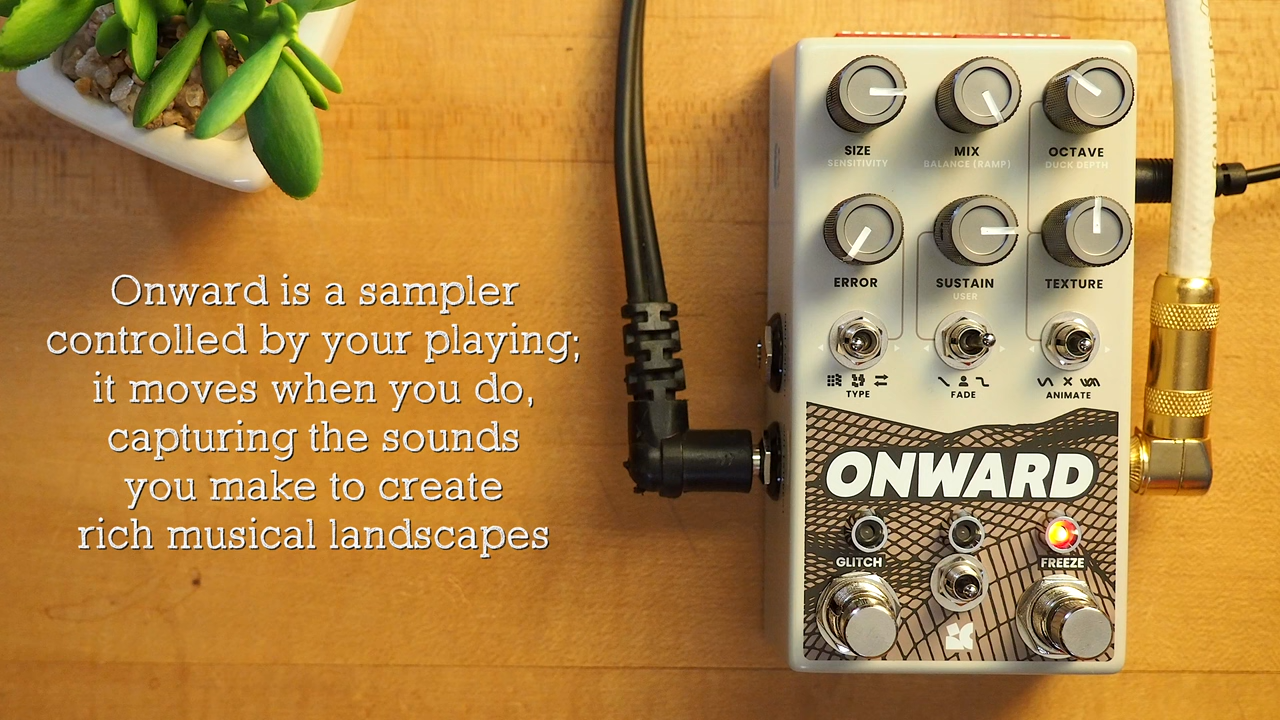 Onward is a sampler
controlled by your playing;
it moves when you do,
capturing the sounds
you make to create
rich musical landscapes
SIZE
SENSITIVITY
MIX
BALANCE (RAMP)
OCTAVE
DUCK DEPTH
ERROR
SUSTAIN
USER
TEXTURE
TYPE
FADE
ANIMATE
ONWARD
GLITCH
FREEZE